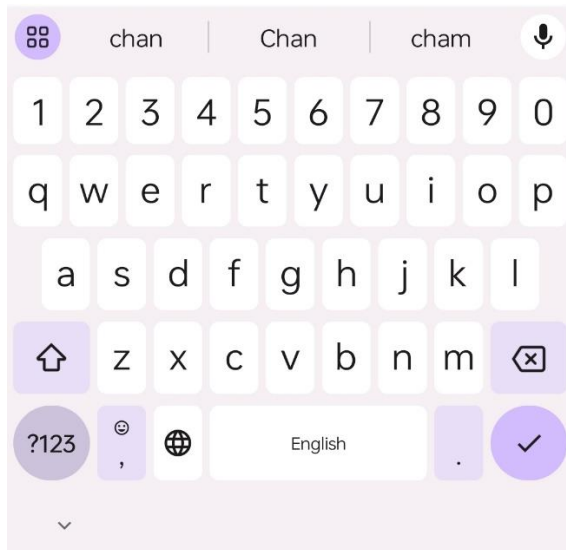 chan Chan cham
1 2 3 4 5 6 7 8 9 0
q w e r t y u i o p
a s d f g h j k l
z x c v b n m
?123 , English .